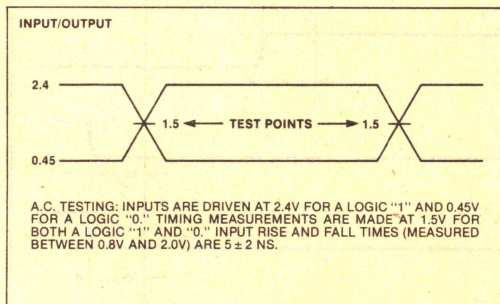 INPUT/OUTPUT
2.4
1.5 TEST POINTS 1.5
0.45
A.C. TESTING: INPUTS ARE DRIVEN AT 2.4V FOR A LOGIC "1" AND 0.45V
FOR A LOGIC "0." TIMING MEASUREMENTS ARE MADE AT 1.5V FOR
BOTH A LOGIC "1" AND "0." INPUT RISE AND FALL TIMES (MEASURED
BETWEEN 0.8V AND 2.0V) ARE 5 ± 2 NS.